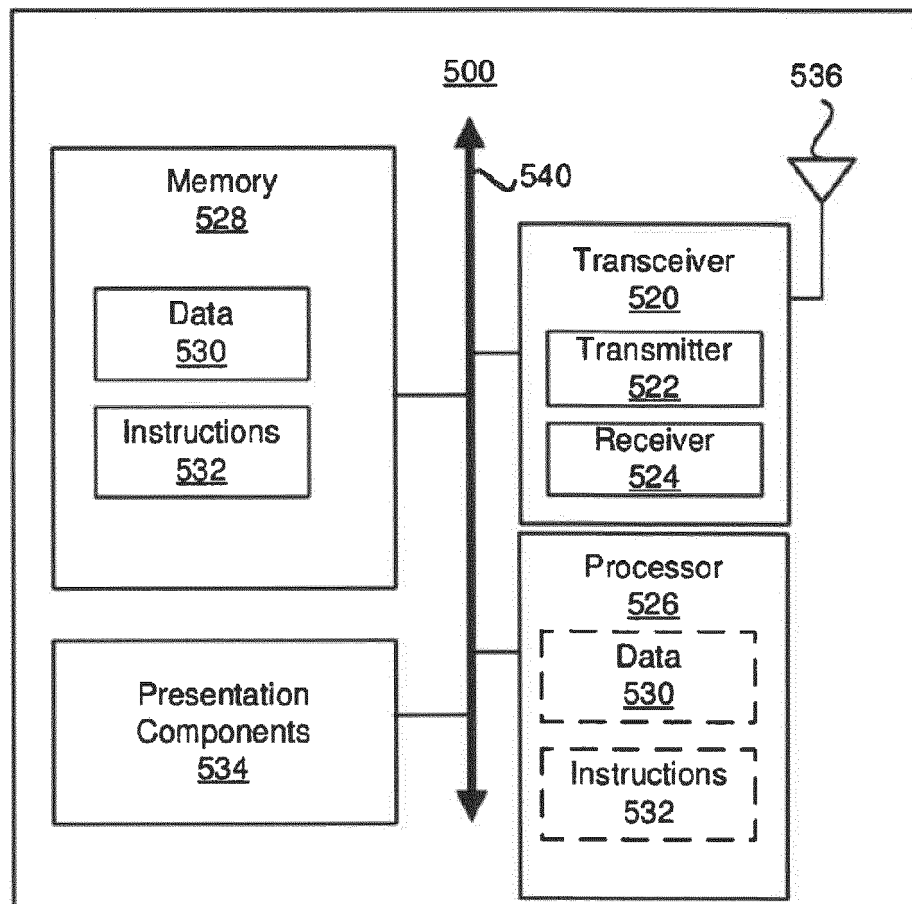 500
536
540
Memory
528
Data
530
Instructions
532
Transceiver
520
Transmitter
522
Receiver
524
Processor
526
Data
530
Instructions
532
Presentation
Components
534